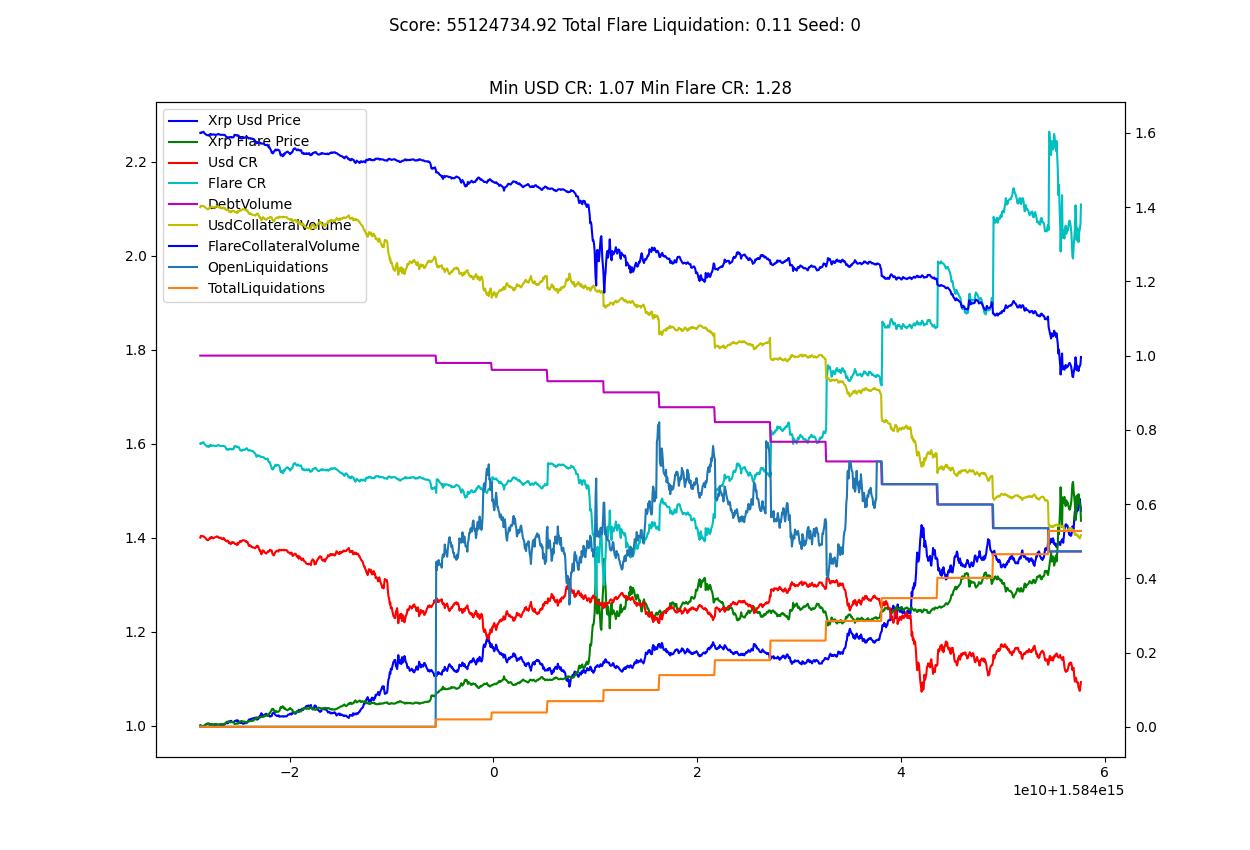 Score: 55124734.92 Total Flare Liquidation: 0.11 Seed: 0
Min USD CR: 1.07 Min Flare CR: 1.28
Xrp Usd Price
Xrp Flare Price
Usd CR
Flare CR
DebtVolume
UsdCollateralVolume
FlareCollateralVolume
OpenLiquidations
TotalLiquidations
2.2
2.0
1.8
1.6
1.4
1.2
1.0
1.6
1.4
1.2
1.0
0.8
0.6
0.4
0.2
0.0
−2
0
2
4
6
1e10+1.584e15